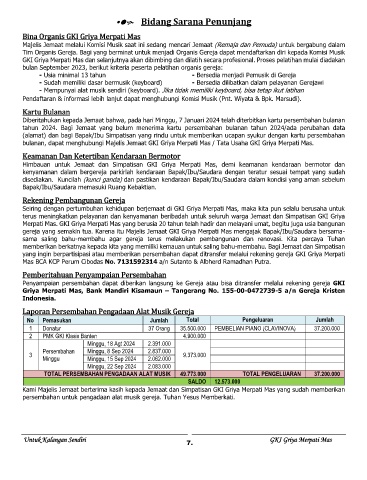 Bidang Sarana Penunjang
Bina Organis GKI Griya Merpati Mas
Majelis Jemaat melalui Komisi Musik saat ini sedang mencari Jemaat (Remaja dan Pemuda) untuk bergabung dalam
Tim Organis Gereja. Bagi yang berminat untuk menjadi Organis Gereja dapat mendaftarkan diri kepada Komisi Musik
GKI Griya Merpati Mas dan selanjutnya akan dibimbing dan dilatih secara profesional. Proses pelatihan mulai diadakan
bulan September 2023, berikut kriteria peserta pelatihan organis gereja:
- Usia minimal 13 tahun - Bersedia menjadi Pemusik di Gereja
- Sudah memiliki dasar bermusik (keyboard) - Bersedia dilibatkan dalam pelayanan Gerejawi
- Mempunyai alat musik sendiri (keyboard). Jika tidak memiliki keyboard, bisa tetap ikut latihan
Pendaftaran & informasi lebih lanjut dapat menghubungi Komisi Musik (Pnt. Wiyata & Bpk. Marsudi).
Kartu Bulanan
Diberitahukan kepada Jemaat bahwa, pada hari Minggu, 7 Januari 2024 telah diterbitkan kartu persembahan bulanan
tahun 2024. Bagi Jemaat yang belum menerima kartu persembahan bulanan tahun 2024/ada perubahan data
(alamat) dan bagi Bapak/Ibu Simpatisan yang rindu untuk memberikan ucapan syukur dengan kartu persembahan
bulanan, dapat menghubungi Majelis Jemaat GKI Griya Merpati Mas / Tata Usaha GKI Griya Merpati Mas.
Keamanan Dan Ketertiban Kendaraan Bermotor
Himbauan untuk Jemaat dan Simpatisan GKI Griya Merpati Mas, demi keamanan kendaraan bermotor dan
kenyamanan dalam bergereja parkirlah kendaraan Bapak/Ibu/Saudara dengan teratur sesuai tempat yang sudah
disediakan. Kuncilah (kunci ganda) dan pastikan kendaraan Bapak/Ibu/Saudara dalam kondisi yang aman sebelum
Bapak/Ibu/Saudara memasuki Ruang Kebaktian.
Rekening Pembangunan Gereja
Seiring dengan pertumbuhan kehidupan berjemaat di GKI Griya Merpati Mas, maka kita pun selalu berusaha untuk
terus meningkatkan pelayanan dan kenyamanan beribadah untuk seluruh warga Jemaat dan Simpatisan GKI Griya
Merpati Mas. GKI Griya Merpati Mas yang berusia 20 tahun telah hadir dan melayani umat, begitu juga usia bangunan
gereja yang semakin tua. Karena itu Majelis Jemaat GKI Griya Merpati Mas mengajak Bapak/Ibu/Saudara bersama-
sama saling bahu-membahu agar gereja terus melakukan pembangunan dan renovasi. Kita percaya Tuhan
memberikan berkatnya kepada kita yang memiliki kemauan untuk saling bahu-membahu. Bagi Jemaat dan Simpatisan
yang ingin berpartisipasi atau memberikan persembahan dapat ditransfer melalui rekening gereja GKI Griya Merpati
Mas BCA KCP Perum Cibodas No. 7131592314 a/n Sutanto & Altiherd Ramadhan Putra.
Pemberitahuan Penyampaian Persembahan
Penyampaian persembahan dapat diberikan langsung ke Gereja atau bisa ditransfer melalui rekening gereja GKI
Griya Merpati Mas, Bank Mandiri Kisamaun – Tangerang No. 155-00-0472739-5 a/n Gereja Kristen
Indonesia.
Laporan Persembahan Pengadaan Alat Musik Gereja
No Pemasukan Jumlah Total Pengeluaran Jumlah
1 Donatur 37 Orang 35.500.000 PEMBELIAN PIANO (CLAVINOVA) 37.200.000
2 PMK GKI Klasis Banten 4.900.000
3 Persembahan Minggu 9.373.000
Minggu, 18 Agt 2024 2.391.000
Minggu, 8 Sep 2024 2.837.000
Minggu, 15 Sep 2024 2.062.000
Minggu, 22 Sep 2024 2.083.000
TOTAL PERSEMBAHAN PENGADAAN ALAT MUSIK 49.773.000 TOTAL PENGELUARAN 37.200.000
SALDO 12.573.000
Kami Majelis Jemaat berterima kasih kepada Jemaat dan Simpatisan GKI Griya Merpati Mas yang sudah memberikan
persembahan untuk pengadaan alat musik gereja. Tuhan Yesus Memberkati.
Untuk Kalangan Sendiri 7. GKI Griya Merpati Mas